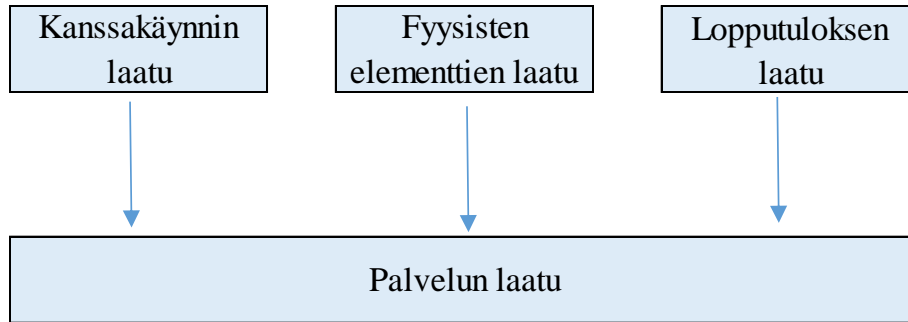 Kanssakäynnin
laatu
Fyysisten
elementtien laatu
Lopputuloksen
laatu
Palvelun laatu